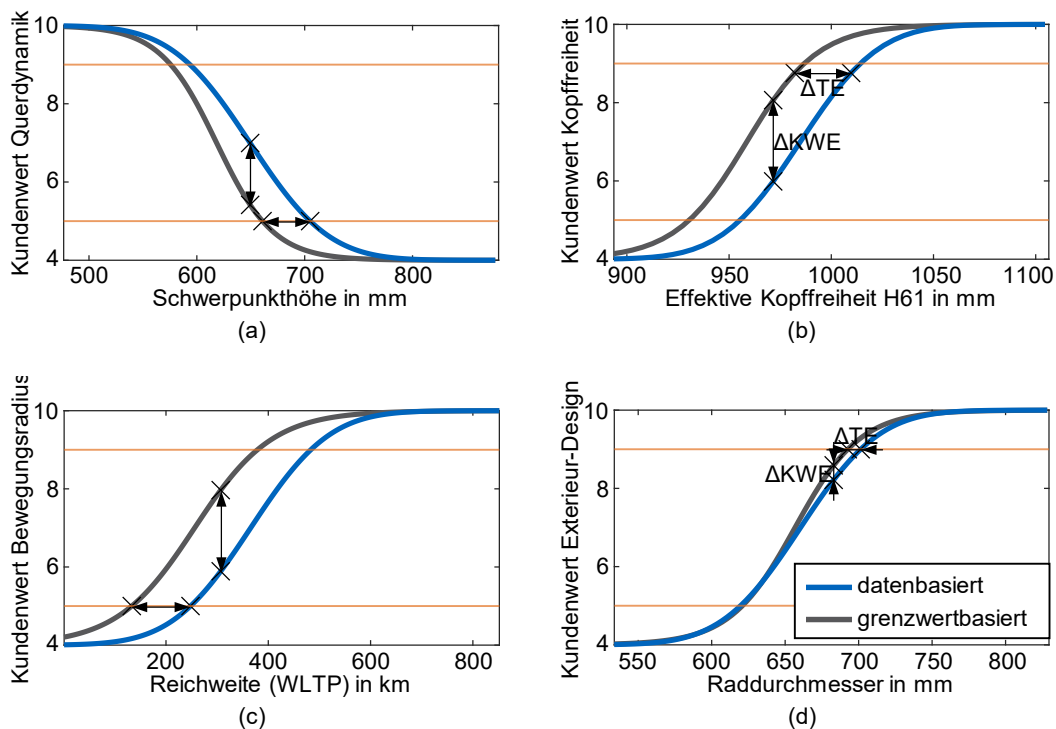 Kundenwert Querdynamik
10
8
6
4
500
600
700
800
Schwerpunkthöhe in mm
(a)
Kundenwert Kopffreiheit
10
8
6
4
ΔTE
ΔKWE
900
950
1000
1050
1100
Effektive Kopffreiheit H61 in mm
(b)
Kundenwert Bewegungsradius
10
8
6
4
200
400
600
800
Reichweite (WLTP) in km
(c)
Kundenwert Exterieur-Design
10
8
6
4
ΔTE
ΔKWE
datenbasiert
grenzwertbasiert
550
600
650
700
750
800
Raddurchmesser in mm
(d)